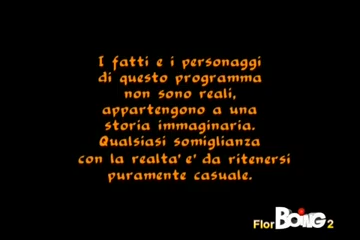 I fatti e i personaggi
di questo programma
non sono reali,
appartengono a una
storia immaginaria.
Qualsiasi somiglianza
con la realta' e' da ritenersi
puramente casuale.
Flor BOING 2